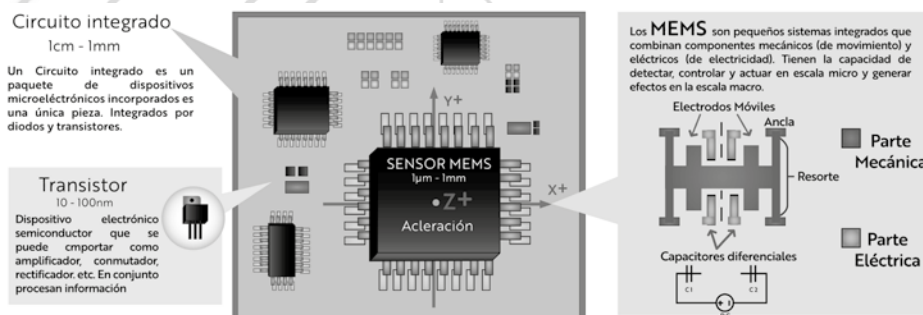 Circuito integrado
1cm - 1mm
Un Circuito integrado es un
paquete de dispositivos
microeléctrónicos incorporados es
una única pieza. Integrados por
diodos y transistores.
Transistor
10 - 100nm
Dispositivo electrónico
semiconductor que se
puede cmportar como
amplificador, conmutador,
rectificador. etc. En conjunto
procesan información
Y+
SENSOR MEMS
1µm - 1mm
X+
Z+
Acleración
Los MEMS son pequeños sistemas integrados que
combinan componentes mecánicos (de movimiento) y
eléctricos (de electricidad). Tienen la capacidad de
detectar, controlar y actuar en escala micro y generar
efectos en la escala macro.
Electrodos Móviles
Ancla
Resorte
Parte
Mecánica
Capacitores diferenciales
C1
C2
Parte
Eléctrica